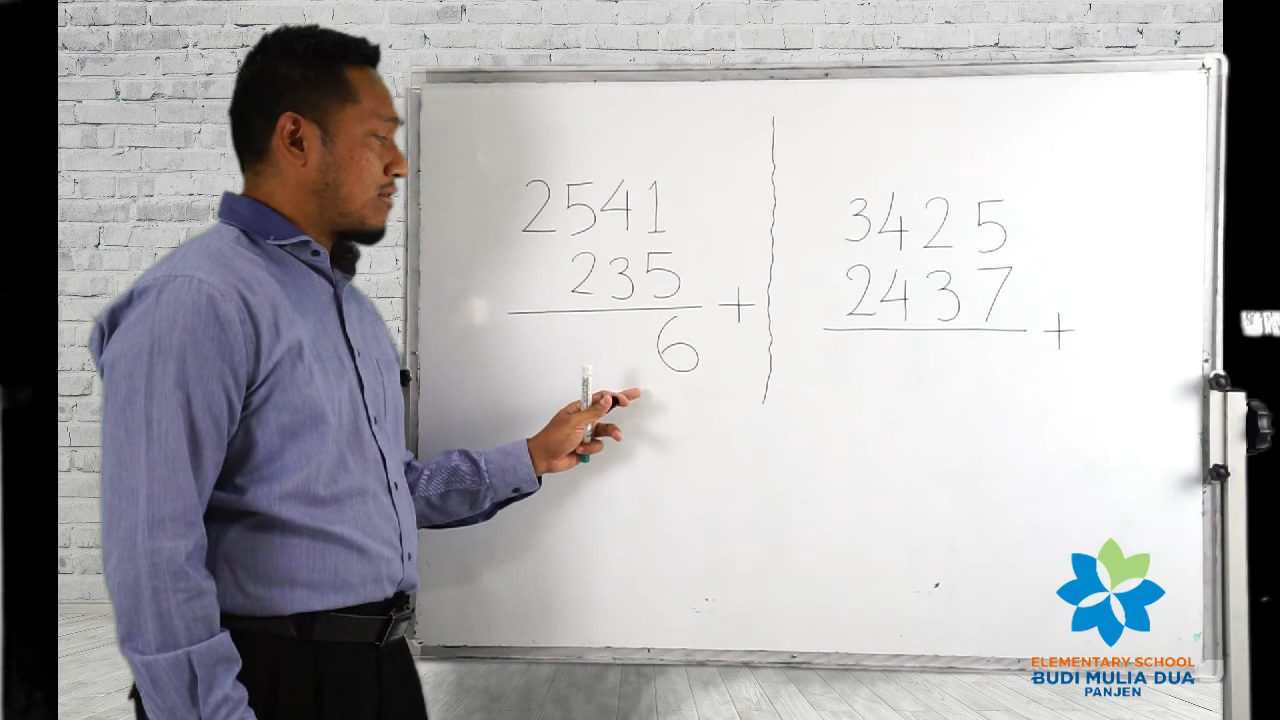 2541
235
+
6
3425
2437
+
ELEMENTARY SCHOOL
BUDI MULIA DUA
PANJEN